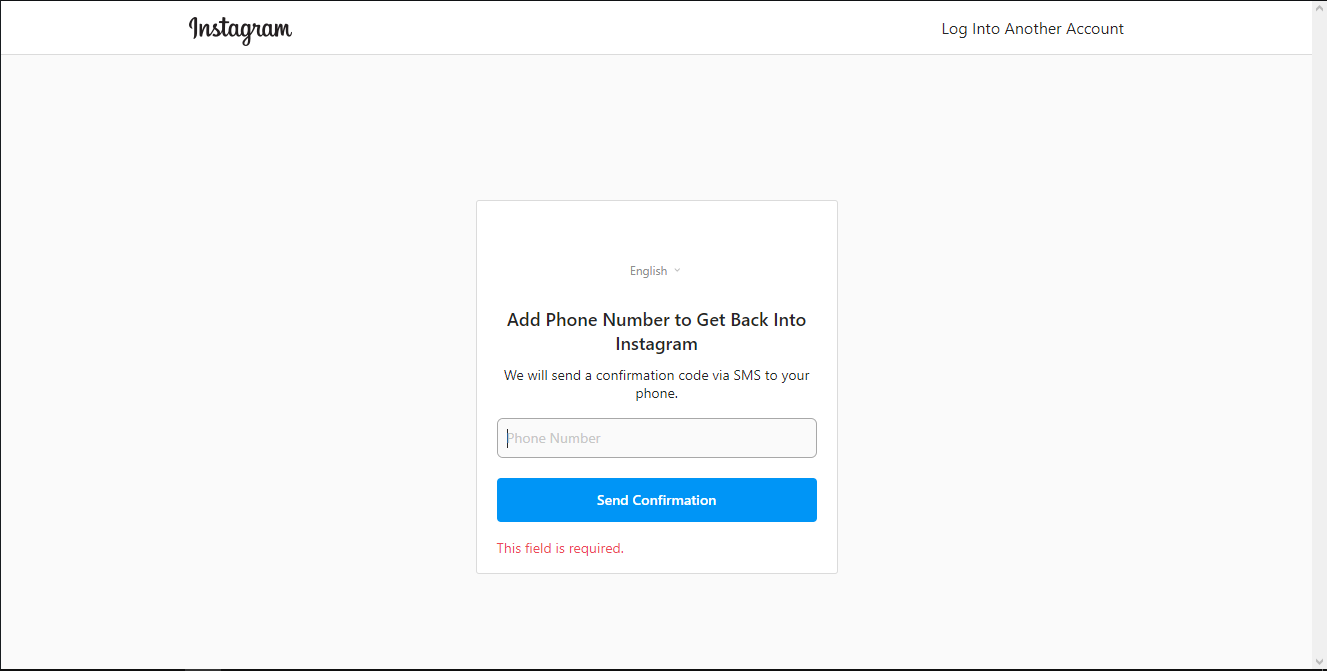 Instagram
Log Into Another Account
English
Add Phone Number to Get Back Into
Instagram
We will send a confirmation code via SMS to your
phone.
Phone Number
Send Confirmation
This field is required.